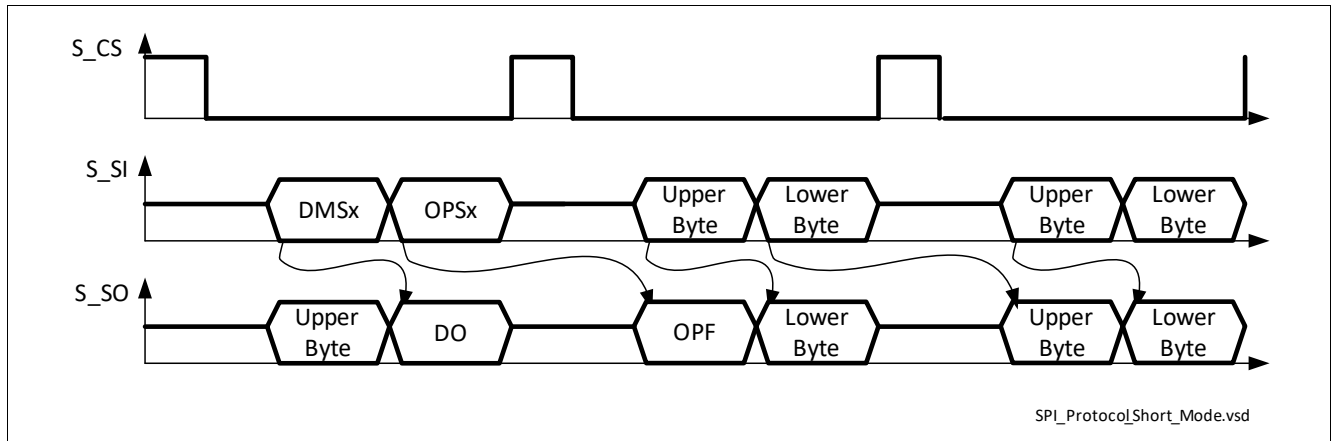 S_CS
S_SI
DMSx
OPSx
Upper
Byte
Lower
Byte
Upper
Byte
Lower
Byte
S_SO
Upper
Byte
DO
OPF
Lower
Byte
Upper
Byte
Lower
Byte
SPI_Protocol_Short_Mode.vsd